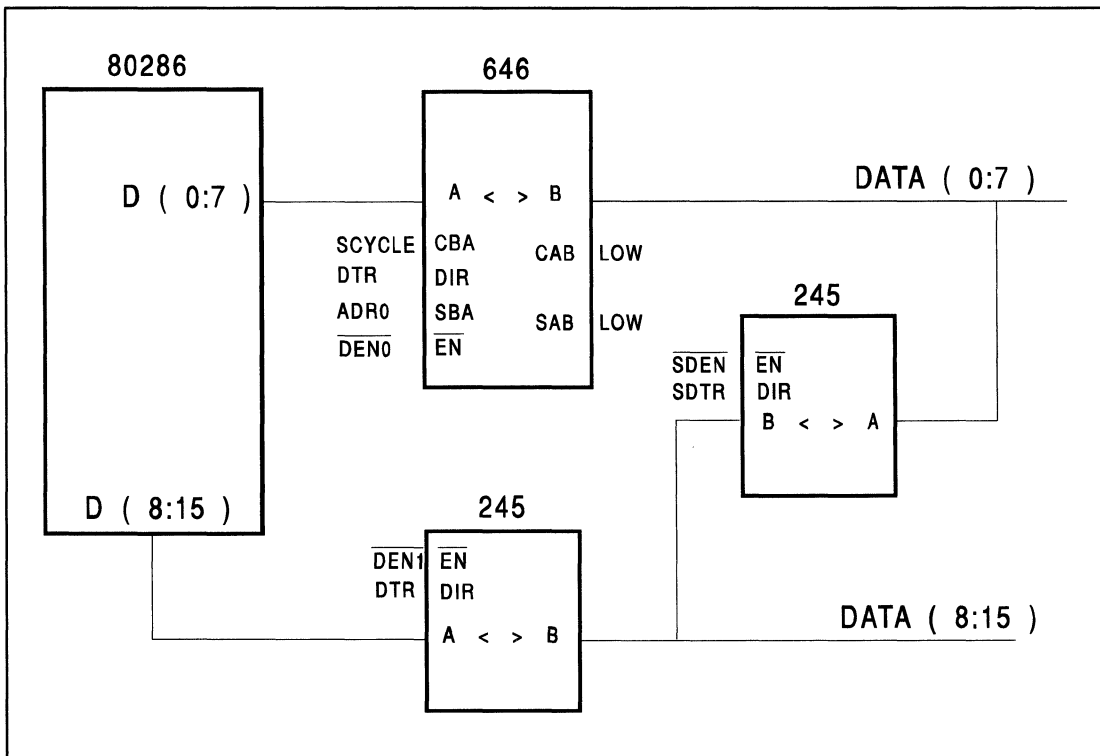 80286
646
D ( 0:7 )
A < > B
DATA ( 0:7 )
SCYCLE CBA
CAB LOW
DTR DIR
ADR0 SBA
SAB LOW
DEN0 EN
245
SDEN EN
SDTR DIR
B < > A
D ( 8:15 )
245
DEN1 EN
DTR DIR
A < > B
DATA ( 8:15 )